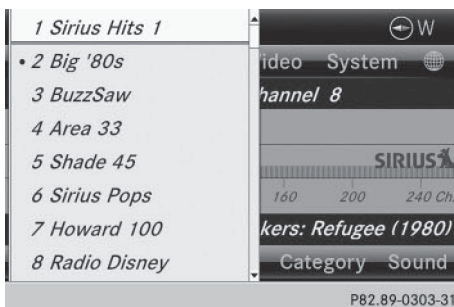 1 Sirius Hits 1
W
• 2 Big '80s
ideo System
3 BuzzSaw
hannel 8
4 Area 33
5 Shade 45
SIRIUS
6 Sirius Pops
160 200 240 Ch.
7 Howard 100
kers: Refugee (1980)
8 Radio Disney
Category Sound
P82.89-0303-31